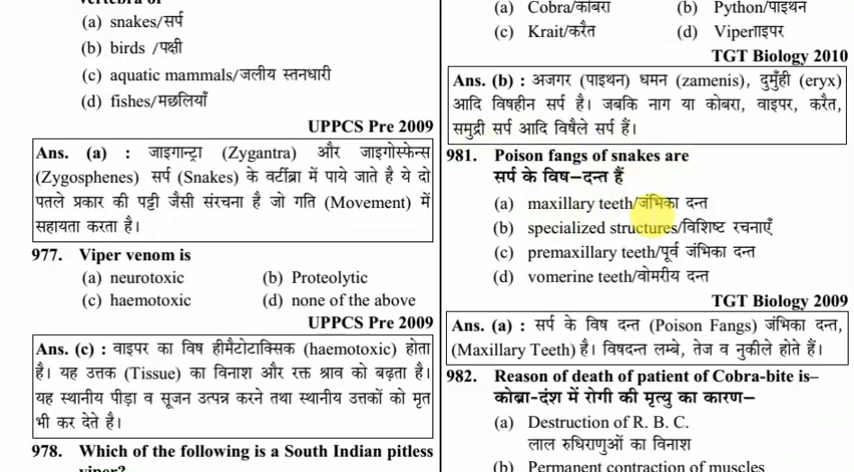 vertebra of
(a) snakes/सर्प
(b) birds /पक्षी
(c) aquatic mammals/जलीय स्तनधारी
(d) fishes/मछलियाँ
UPPCS Pre 2009
Ans. (a) : जाइगान्ट्रा (Zygantra) और जाइगोस्फेन्स
(Zygosphenes) सर्प (Snakes) के वर्टीब्रा में पाये जाते है ये दो
पतले प्रकार की पट्टी जैसी संरचना है जो गति (Movement) में
सहायता करता है।
977. Viper venom is
(a) neurotoxic (b) Proteolytic
(c) haemotoxic (d) none of the above
UPPCS Pre 2009
Ans. (c) : वाइपर का विष हीमैटोटाक्सिक (haemotoxic) होता
है। यह उत्तक (Tissue) का विनाश और रक्त श्राव को बढ़ता है।
यह स्थानीय पीड़ा व सूजन उत्पन्न करने तथा स्थानीय उत्तकों को मृत
भी कर देते है।
978. Which of the following is a South Indian pitless
viper?
(a) Cobra/कोबरा (b) Python/पाइथन
(c) Krait/करैत (d) Viperााइपर
TGT Biology 2010
Ans. (b) : अजगर (पाइथन) धमन (zamenis), दुमुँही (eryx)
आदि विषहीन सर्प है। जबकि नाग या कोबरा, वाइपर, करैत,
समुद्री सर्प आदि विषैले सर्प हैं।
981. Poison fangs of snakes are
सर्प के विष–दन्त हैं
(a) maxillary teeth/जंभिका दन्त
(b) specialized structures/विशिष्ट रचनाएँ
(c) premaxillary teeth/पूर्व जंभिका दन्त
(d) vomerine teeth/वोमरीय दन्त
TGT Biology 2009
Ans. (a) : सर्प के विष दन्त (Poison Fangs) जंभिका दन्त,
(Maxillary Teeth) है। विषदन्त लम्बे, तेज व नुकीले होते हैं।
982. Reason of death of patient of Cobra-bite is–
कोब्रा-दंश में रोगी की मृत्यु का कारण–
(a) Destruction of R. B. C.
लाल रुधिराणुओं का विनाश
(b) Permanent contraction of muscles